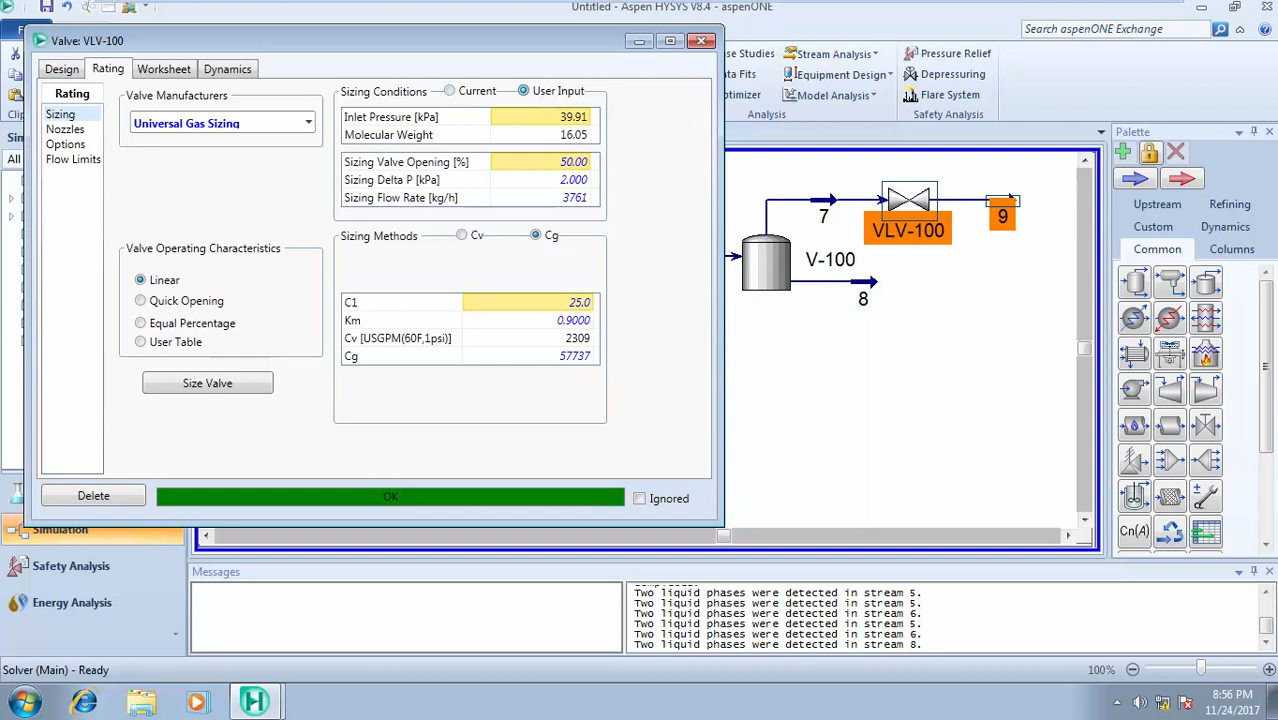 Untitled - Aspen HYSYS V8.4 - aspenONE
Search aspenONE Exchange
Valve: VLV-100
Design Rating Worksheet Dynamics
Stream Analysis
Pressure Relief
Equipment Design
Depressuring
Model Analysis
Flare System
Analysis
Safety Analysis
Rating
Sizing
Nozzles
Options
Flow Limits
Valve Manufacturers
Universal Gas Sizing
Valve Operating Characteristics
Linear
Quick Opening
Equal Percentage
User Table
Size Valve
Sizing Conditions Current User Input
Inlet Pressure [kPa] 39.91
Molecular Weight 16.05
Sizing Valve Opening [%] 50.00
Sizing Delta P [kPa] 2.000
Sizing Flow Rate [kg/h] 3761
Sizing Methods Cv Cg
C1 25.0
Km 0.9000
Cv [USGPM(60F,1psi)] 2309
Cg 57737
Delete
OK
Ignored
7
VLV-100
9
V-100
8
Palette
Upstream Refining
Custom Dynamics
Common Columns
Cn(A)
All
Simulation
Safety Analysis
Energy Analysis
Messages
Two liquid phases were detected in stream 5.
Two liquid phases were detected in stream 5.
Two liquid phases were detected in stream 6.
Two liquid phases were detected in stream 5.
Two liquid phases were detected in stream 6.
Two liquid phases were detected in stream 8.
Solver (Main) - Ready
100%
8:56 PM
11/24/2017